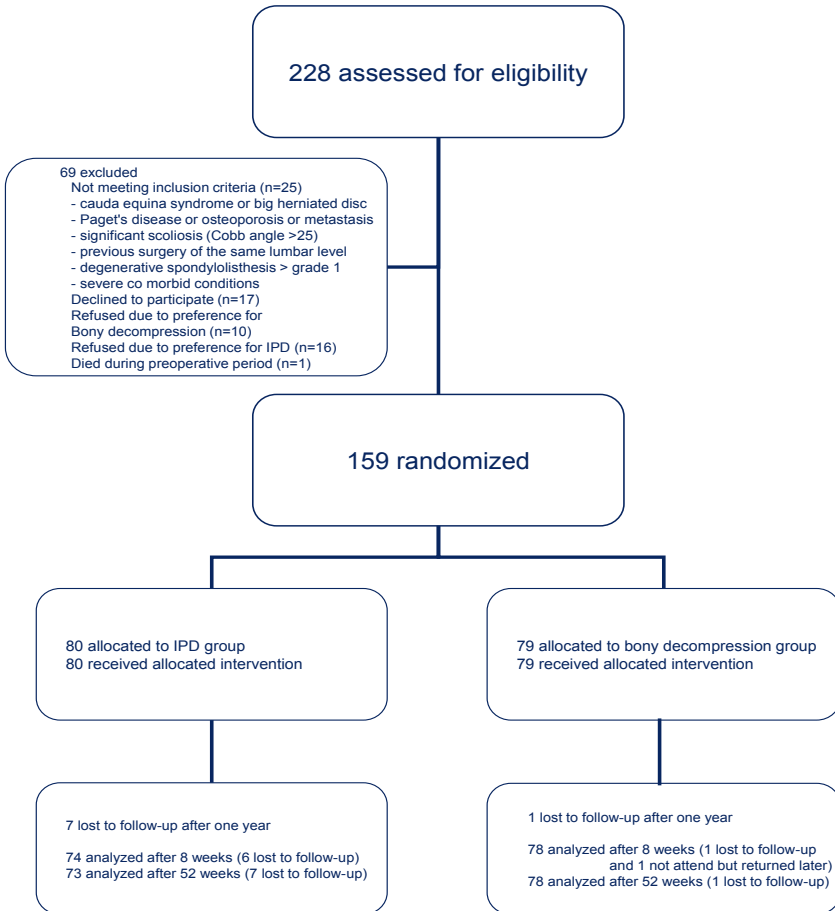 228 assessed for eligibility
69 excluded
Not meeting inclusion criteria (n=25)
- cauda equina syndrome or big herniated disc
- Paget's disease or osteoporosis or metastasis
- significant scoliosis (Cobb angle >25)
- previous surgery of the same lumbar level
- degenerative spondylolisthesis > grade 1
- severe co morbid conditions
Declined to participate (n=17)
Refused due to preference for
Bony decompression (n=10)
Refused due to preference for IPD (n=16)
Died during preoperative period (n=1)
159 randomized
80 allocated to IPD group
80 received allocated intervention
79 allocated to bony decompression group
79 received allocated intervention
7 lost to follow-up after one year
74 analyzed after 8 weeks (6 lost to follow-up)
73 analyzed after 52 weeks (7 lost to follow-up)
1 lost to follow-up after one year
78 analyzed after 8 weeks (1 lost to follow-up
and 1 not attend but returned later)
78 analyzed after 52 weeks (1 lost to follow-up)